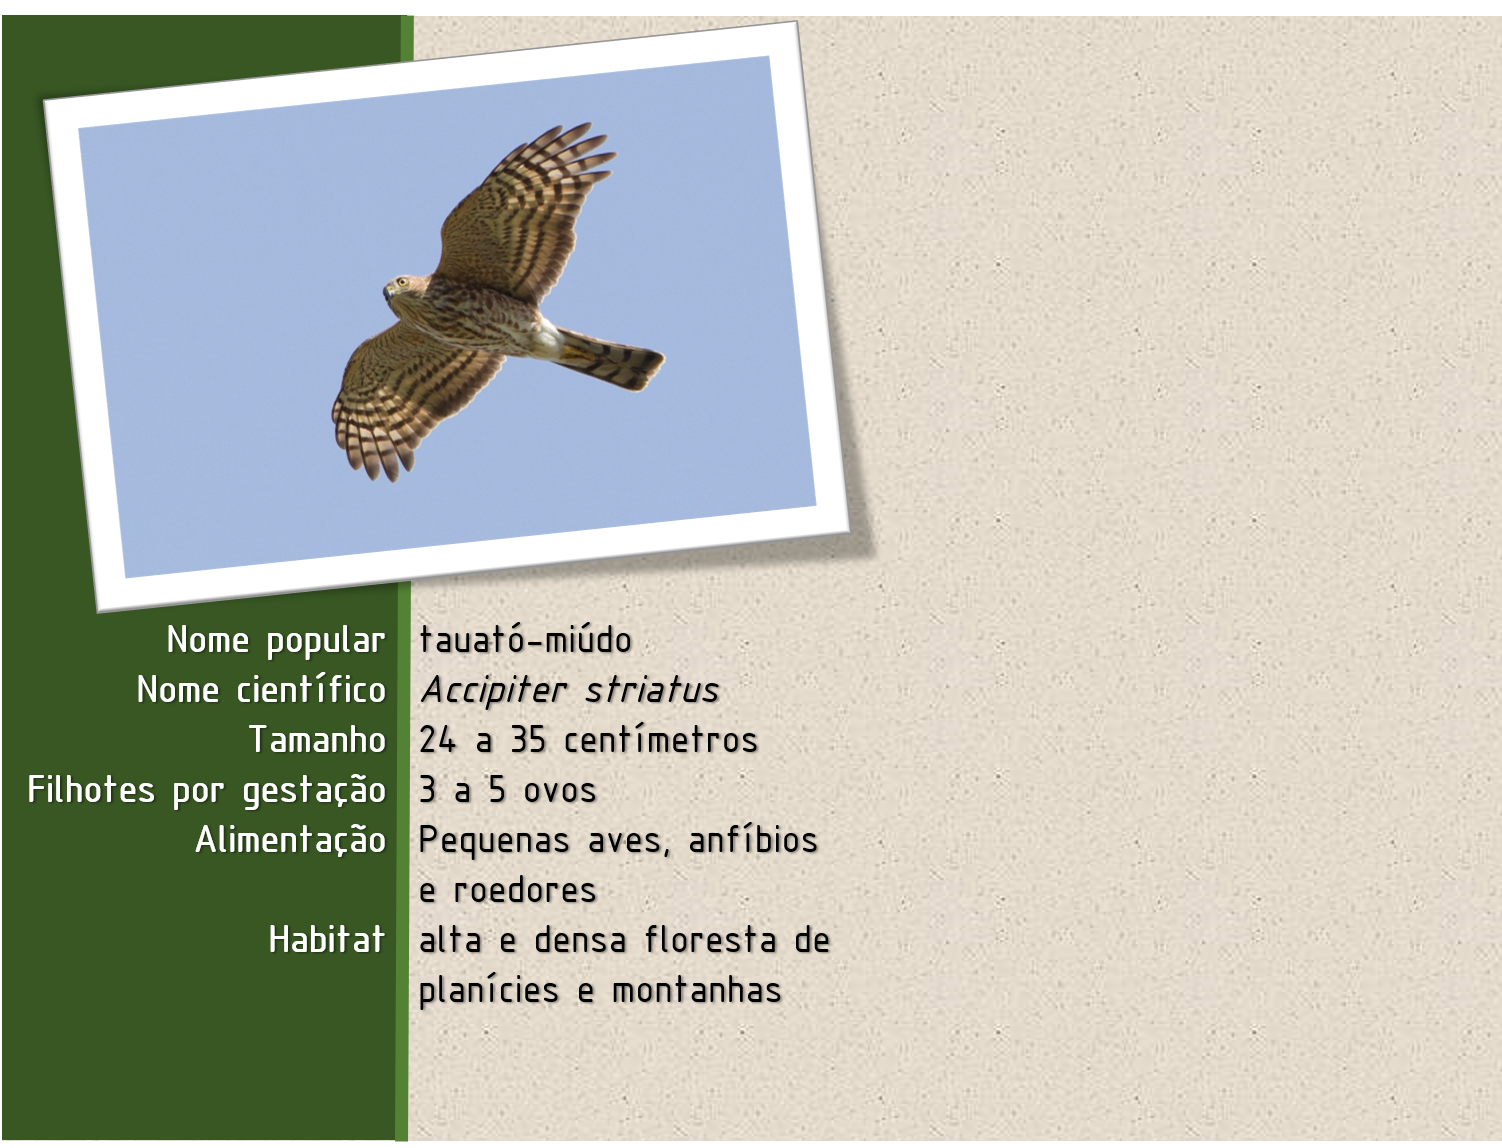 Nome popular tauató-miúdo
Nome científico Accipiter striatus
Tamanho 24 a 35 centímetros
Filhotes por gestação 3 a 5 ovos
Alimentação Pequenas aves, anfíbios
e roedores
Habitat alta e densa floresta de
planícies e montanhas